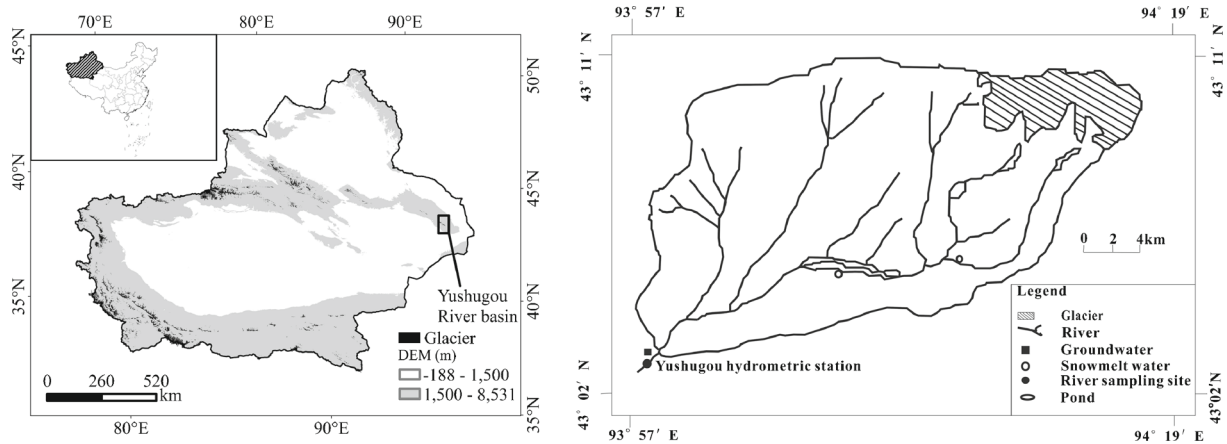 70°E 80°E 90°E
45°N
50°N
40°N
45°N
35°N
40°N
35°N
Yushugou
River basin
Glacier
DEM (m)
-188 - 1,500
1,500 - 8,531
0 260 520
km
80°E 90°E
93° 57′ E 94° 19′ E
43° 11′ N
43° 11′ N
0 2 4km
Legend
Glacier
River
Groundwater
Snowmelt water
River sampling site
Pond
Yushugou hydrometric station
43° 02′ N
43°02′N
93° 57′ E 94° 19′ E